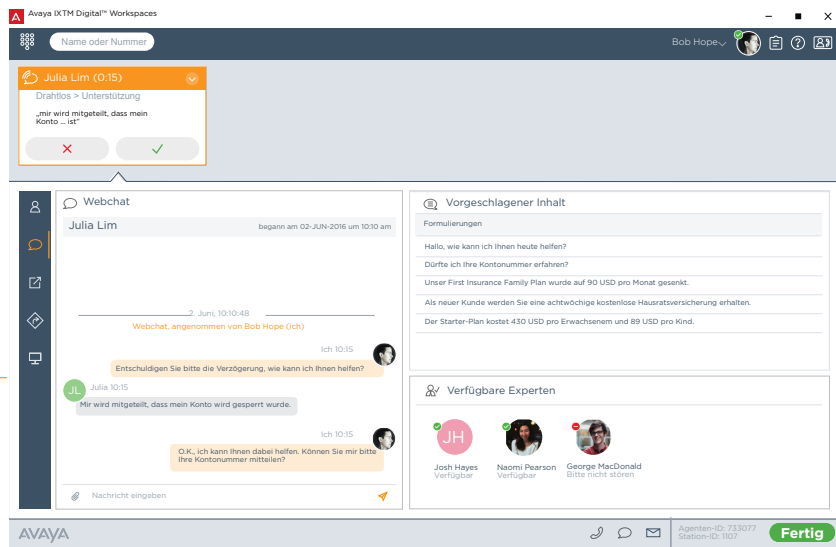 Avaya IXTM Digital™ Workspaces
Name oder Nummer
Bob Hope
Julia Lim (0:15)
Drahtlos > Unterstützung
„mir wird mitgeteilt, dass mein
Konto ... ist"
Webchat
Julia Lim
begann am 02-JUN-2016 um 10:10 am
2. Juni, 10:10:48
Webchat, angenommen von Bob Hope (ich)
Ich 10:15
Entschuldigen Sie bitte die Verzögerung, wie kann ich Ihnen helfen?
JL
Julia 10:15
Mir wird mitgeteilt, dass mein Konto wird gesperrt wurde.
Ich 10:15
O.K., ich kann Ihnen dabei helfen. Können Sie mir bitte
Ihre Kontonummer mitteilen?
Nachricht eingeben
Vorgeschlagener Inhalt
Formulierungen
Hallo, wie kann ich Ihnen heute helfen?
Dürfte ich Ihre Kontonummer erfahren?
Unser First Insurance Family Plan wurde auf 90 USD pro Monat gesenkt.
Als neuer Kunde werden Sie eine achtwöchige kostenlose Hausratsversicherung erhalten.
Der Starter-Plan kostet 430 USD pro Erwachsenem und 89 USD pro Kind.
Verfügbare Experten
JH
Josh Hayes
Verfügbar
Naomi Pearson
Verfügbar
George MacDonald
Bitte nicht stören
AVAYA
Agenten-ID: 733077
Station-ID: 1107
Fertig